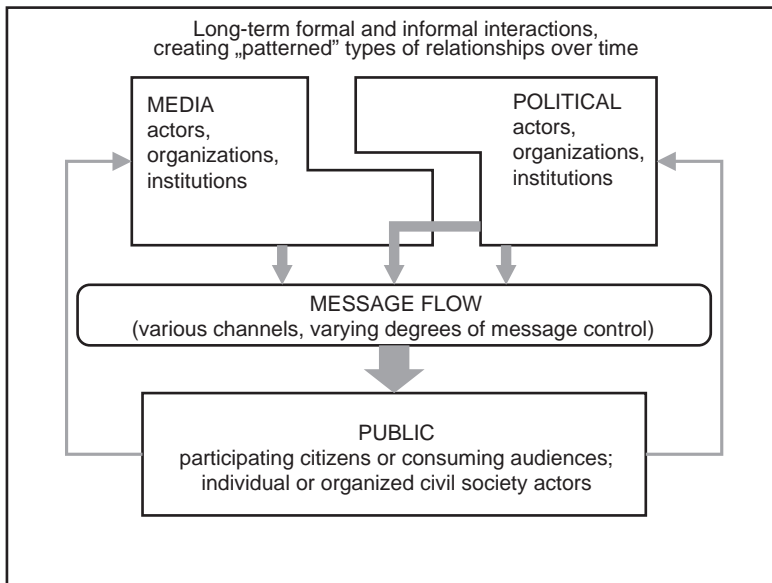 Long-term formal and informal interactions,
creating „patterned” types of relationships over time
MEDIA
actors,
organizations,
institutions
POLITICAL
actors,
organizations,
institutions
MESSAGE FLOW
(various channels, varying degrees of message control)
PUBLIC
participating citizens or consuming audiences;
individual or organized civil society actors